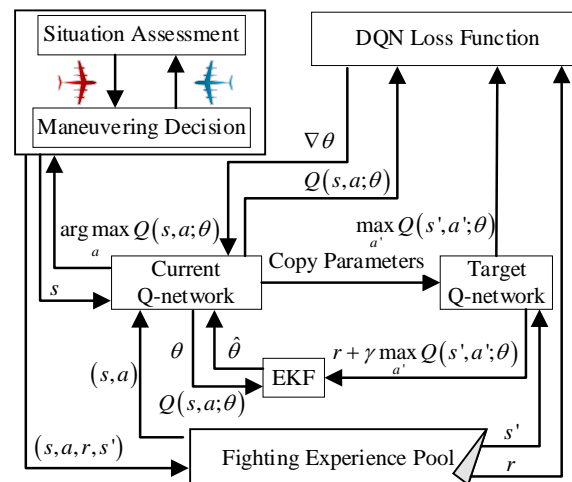 Situation Assessment
Maneuvering Decision
DQN Loss Function
∇θ
Q(s,a;θ)
arg max Q(s,a;θ)
a
max Q(s',a';θ)
a'
s
Current
Q-network
Copy Parameters
Target
Q-network
(s,a)
θ
θ̂
Q(s,a;θ)
EKF
r + γ max Q(s',a';θ)
a'
(s,a,r,s')
Fighting Experience Pool
s'
r